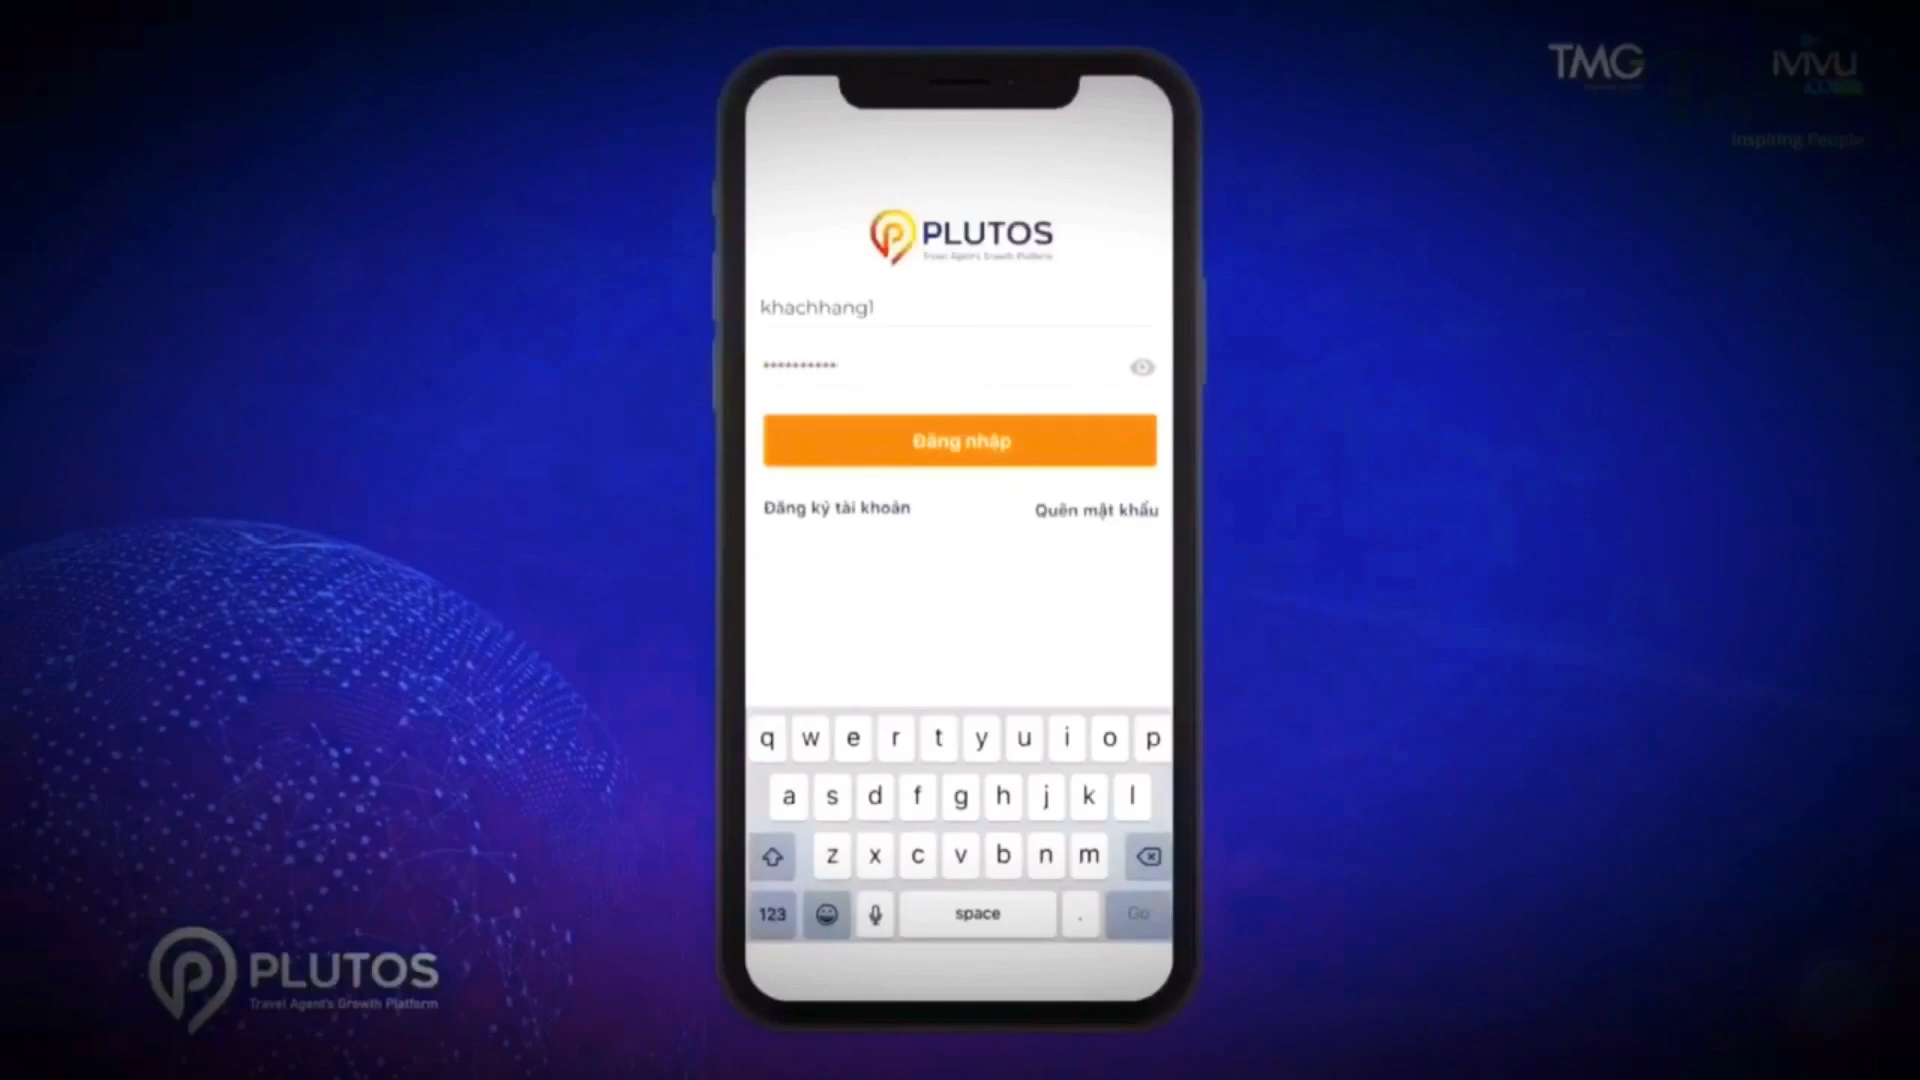 TMG
iVIVU
.CO
Inspiring People
PLUTOS
Travel Agent's Growth Platform
khachhang1
**********
Đăng nhập
Đăng ký tài khoản
Quên mật khẩu
q w e r t y u i o p
a s d f g h j k l
z x c v b n m
123 space . Go
PLUTOS
Travel Agent's Growth Platform